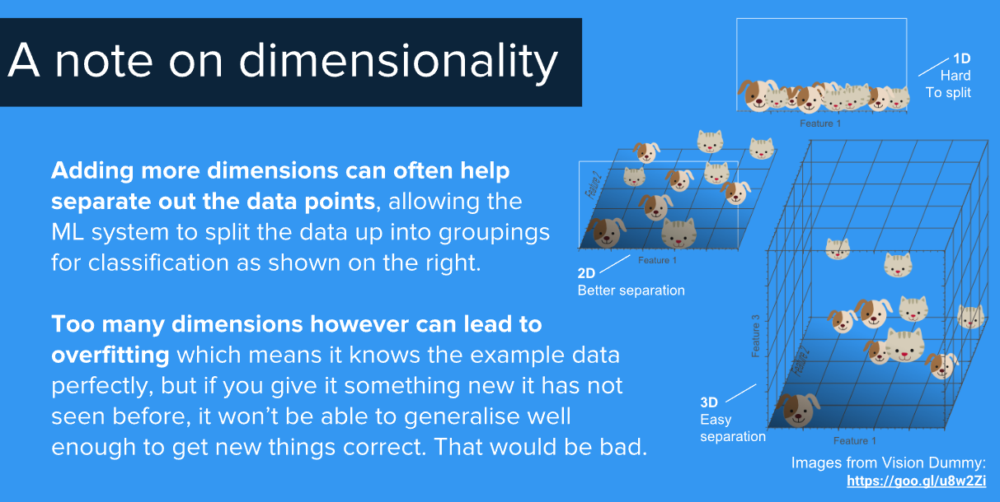 A note on dimensionality
Adding more dimensions can often help
separate out the data points, allowing the
ML system to split the data up into groupings
for classification as shown on the right.
Too many dimensions however can lead to
overfitting which means it knows the example data
perfectly, but if you give it something new it has not
seen before, it won’t be able to generalise well
enough to get new things correct. That would be bad.
1D
Hard
To split
Feature 1
Feature 2
Feature 1
2D
Better separation
Feature 3
Feature 2
Feature 1
3D
Easy
separation
Images from Vision Dummy:
https://goo.gl/u8w2Zi